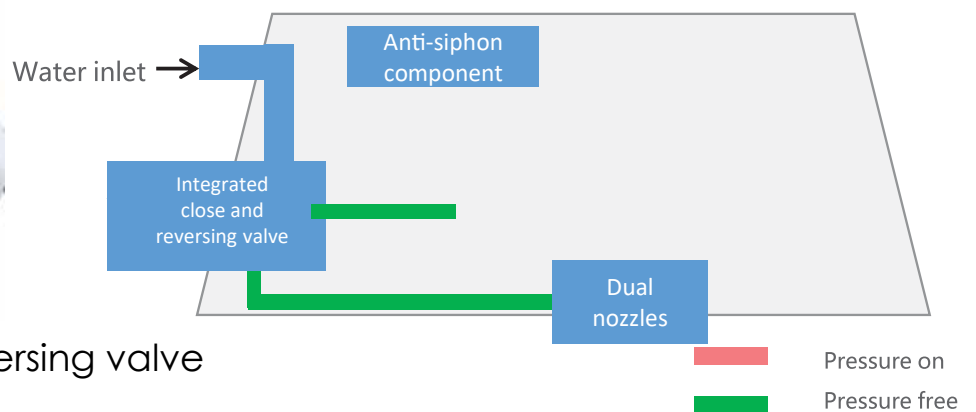 Anti-siphon
component
Water inlet
Integrated
close and
reversing valve
Dual
nozzles
ersing valve
Pressure on
Pressure free